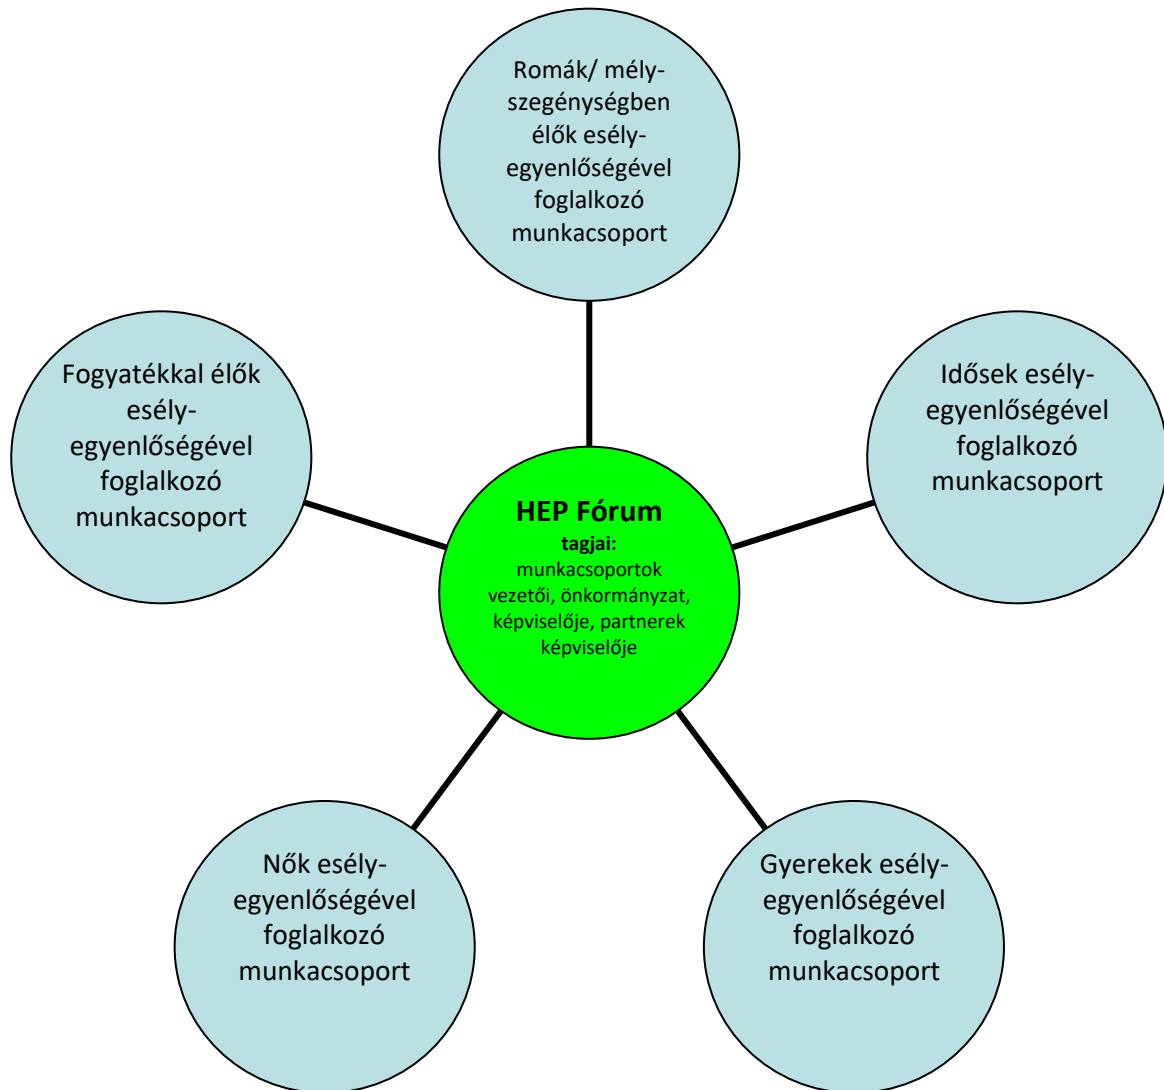 Romák/ mély-
szegénységben
élők esély-
egyenlőségével
foglalkozó
munkacsoport
Fogyatékkal élők
esély-
egyenlőségével
foglalkozó
munkacsoport
Idősek esély-
egyenlőségével
foglalkozó
munkacsoport
HEP Fórum
tagjai:
munkacsoportok
vezetői, önkormányzat,
képviselője, partnerek
képviselője
Nők esély-
egyenlőségével
foglalkozó
munkacsoport
Gyerekek esély-
egyenlőségével
foglalkozó
munkacsoport